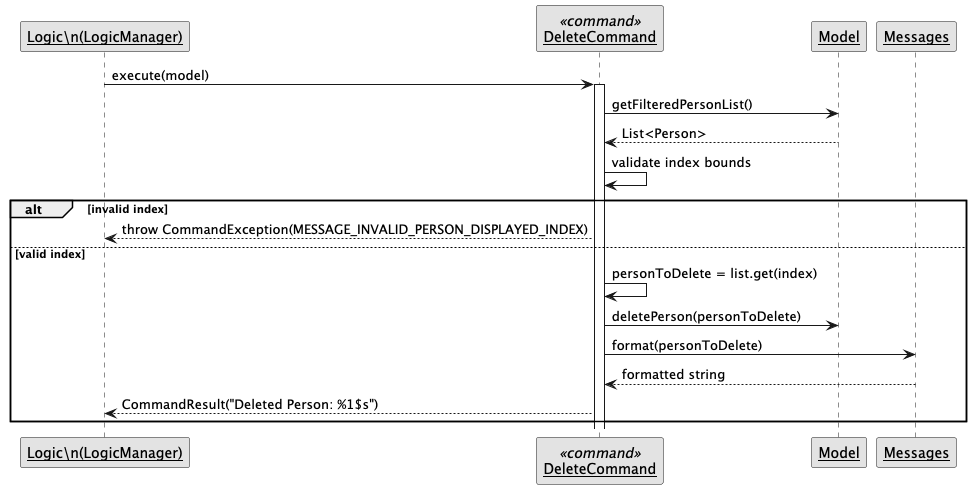 «command»
Logic\n(LogicManager)
DeleteCommand
Model
Messages
execute(model)
getFilteredPersonList()
List<Person>
validate index bounds
alt
[invalid index]
throw CommandException(MESSAGE_INVALID_PERSON_DISPLAYED_INDEX)
[valid index]
personToDelete = list.get(index)
deletePerson(personToDelete)
format(personToDelete)
formatted string
CommandResult("Deleted Person: %1$s")
«command»
Logic\n(LogicManager)
DeleteCommand
Model
Messages